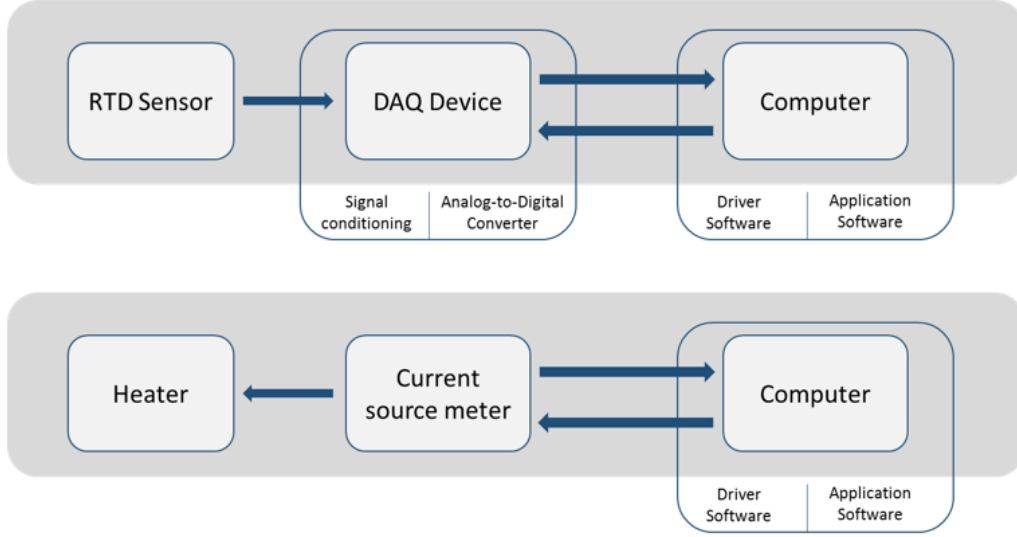 RTD Sensor
DAQ Device
Computer
Signal
conditioning
Analog-to-Digital
Converter
Driver
Software
Application
Software
Heater
Current
source meter
Computer
Driver
Software
Application
Software